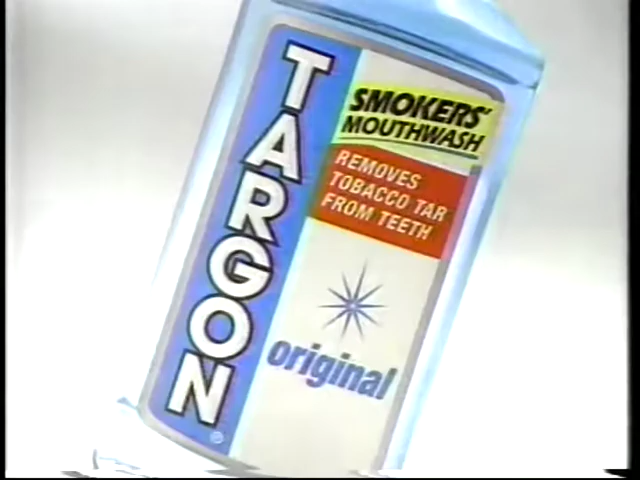 TARGON®
SMOKERS'
MOUTHWASH
REMOVES
TOBACCO TAR
FROM TEETH
original